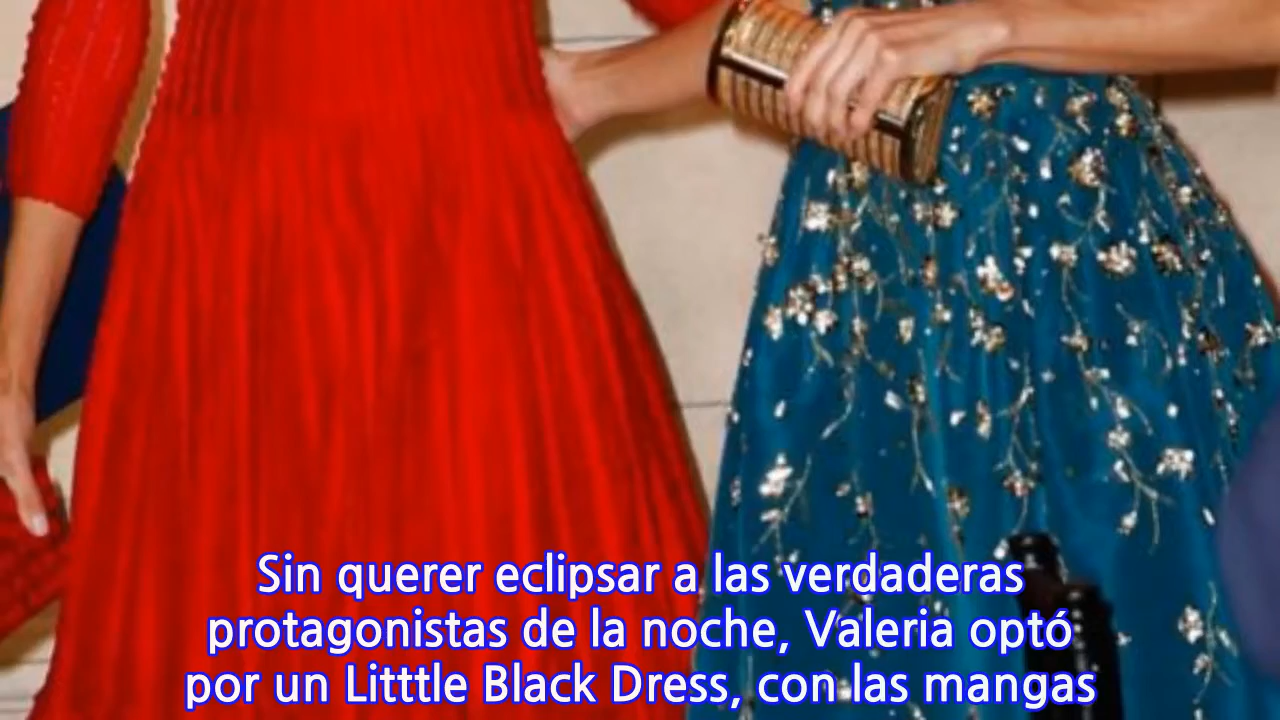 Sin querer eclipsar a las verdaderas
protagonistas de la noche, Valeria optó
por un Litttle Black Dress, con las mangas